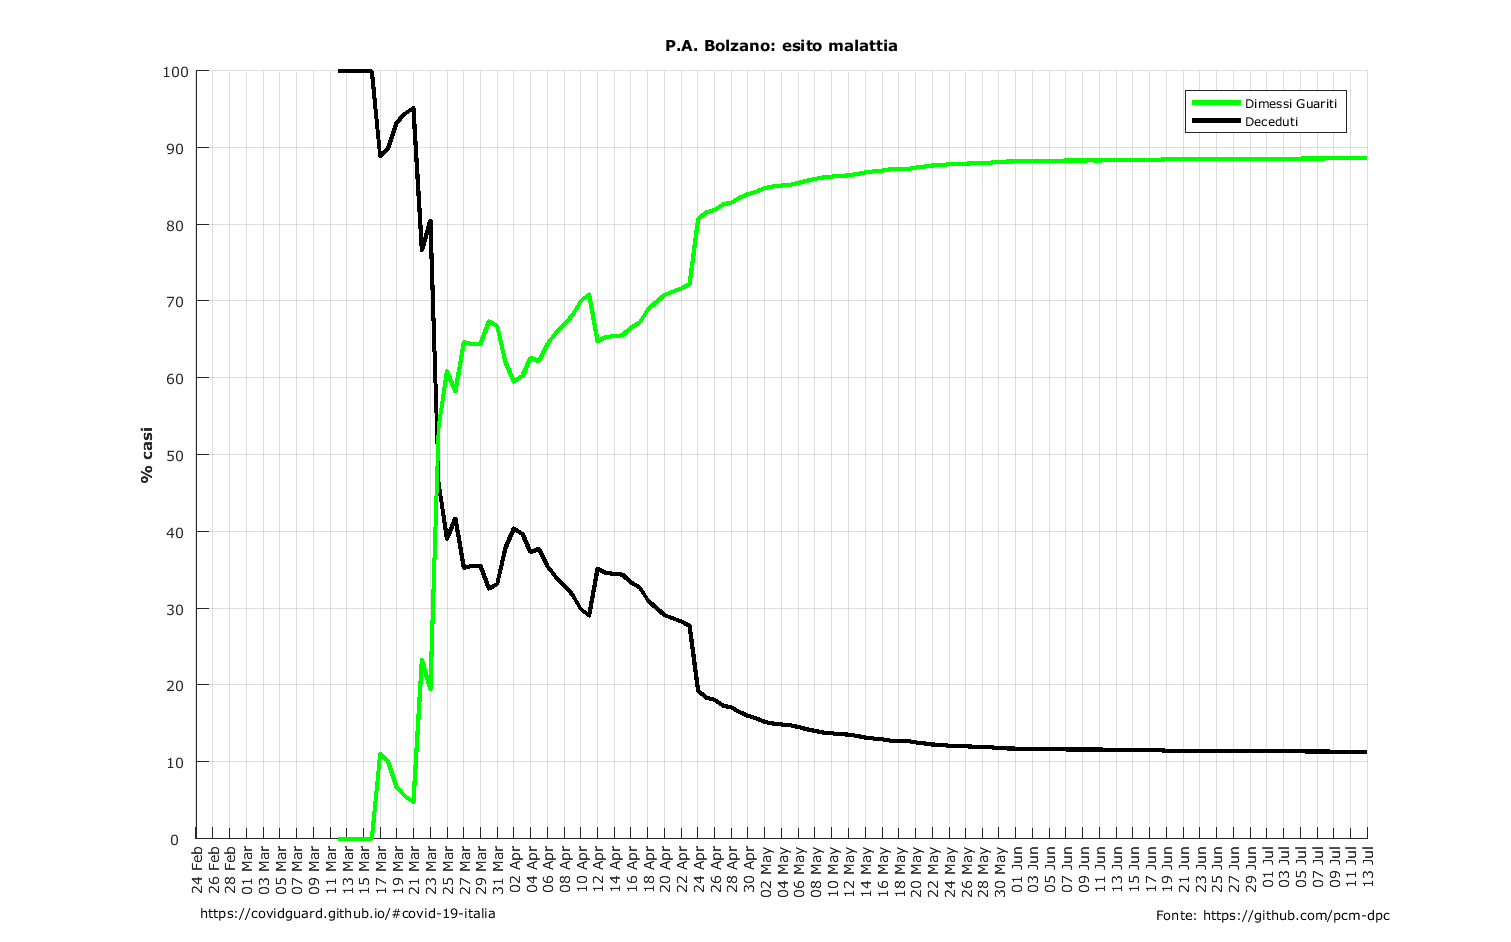 P.A. Bolzano: esito malattia
100
90
80
70
60
50
40
30
20
10
0
% casi
Dimessi Guariti
Deceduti
24 Feb
26 Feb
28 Feb
01 Mar
03 Mar
05 Mar
07 Mar
09 Mar
11 Mar
13 Mar
15 Mar
17 Mar
19 Mar
21 Mar
23 Mar
25 Mar
27 Mar
29 Mar
31 Mar
02 Apr
04 Apr
06 Apr
08 Apr
10 Apr
12 Apr
14 Apr
16 Apr
18 Apr
20 Apr
22 Apr
24 Apr
26 Apr
28 Apr
30 Apr
02 May
04 May
06 May
08 May
10 May
12 May
14 May
16 May
18 May
20 May
22 May
24 May
26 May
28 May
30 May
01 Jun
03 Jun
05 Jun
07 Jun
09 Jun
11 Jun
13 Jun
15 Jun
17 Jun
19 Jun
21 Jun
23 Jun
25 Jun
27 Jun
29 Jun
01 Jul
03 Jul
05 Jul
07 Jul
09 Jul
11 Jul
13 Jul
https://covidguard.github.io/#covid-19-italia
Fonte: https://github.com/pcm-dpc